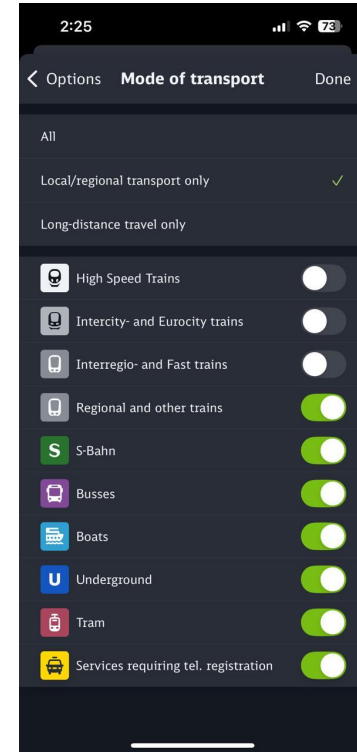 2:25
73
Options Mode of transport Done
All
Local/regional transport only
Long-distance travel only
High Speed Trains
Intercity- and Eurocity trains
Interregio- and Fast trains
Regional and other trains
S S-Bahn
Busses
Boats
U Underground
Tram
Services requiring tel. registration